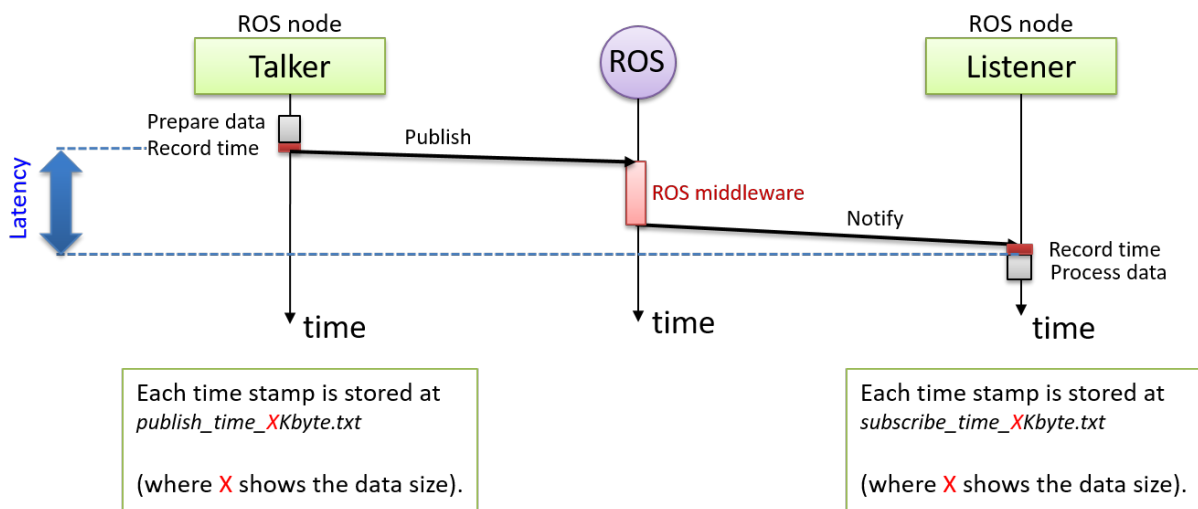 ROS node
Talker
ROS
ROS node
Listener
Prepare data
Record time
Publish
Latency
ROS middleware
Notify
Record time
Process data
time
time
time
Each time stamp is stored at
publish_time_XKbyte.txt
(where X shows the data size).
Each time stamp is stored at
subscribe_time_XKbyte.txt
(where X shows the data size).